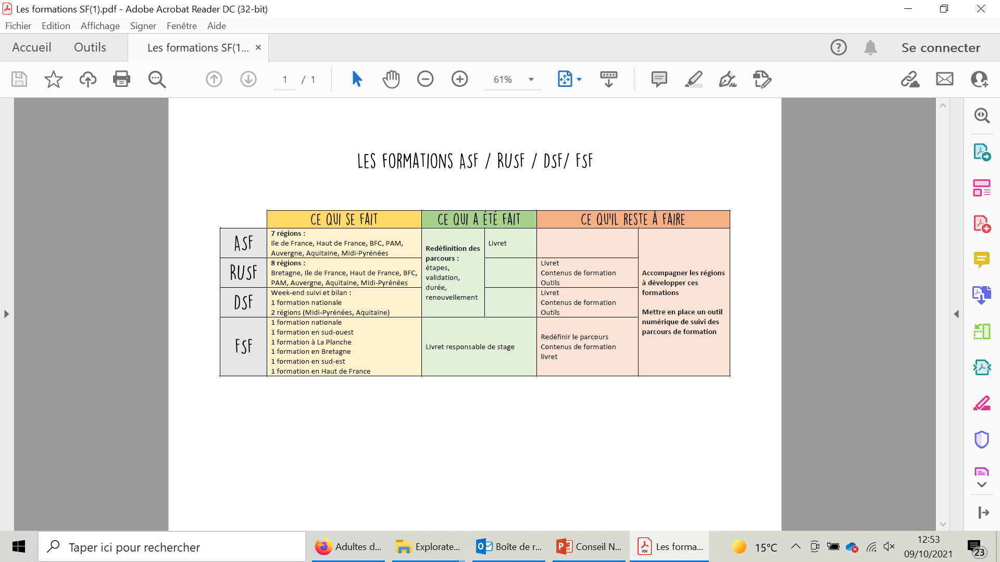 Les formations SF(1).pdf - Adobe Acrobat Reader DC (32-bit)
Fichier Edition Affichage Signer Fenêtre Aide
Accueil Outils Les formations SF(1... × Se connecter
1 / 1 61%
LES FORMATIONS ASF / RUSF / DSF/ FSF
CE QUI SE FAIT CE QUI A ÉTÉ FAIT CE QU'IL RESTE À FAIRE
ASF
7 régions :
Ile de France, Haut de France, BFC, PAM,
Auvergne, Aquitaine, Midi-Pyrénées
Redéfinition des
parcours :
étapes,
validation,
durée,
renouvellement
Livret
RUSF
8 régions :
Bretagne, Ile de France, Haut de France, BFC,
PAM, Auvergne, Aquitaine, Midi-Pyrénées
Livret
Contenus de formation
Outils
DSF
Week-end suivi et bilan :
1 formation nationale
2 régions (Midi-Pyrénées, Aquitaine)
Livret
Contenus de formation
Outils
FSF
1 formation nationale
1 formation en sud-ouest
1 formation à La Planche
1 formation en Bretagne
1 formation en sud-est
1 formation en Haut de France
Livret responsable de stage
Redéfinir le parcours
Contenus de formation
livret
Accompagner les régions
à développer ces
formations
Mettre en place un outil
numérique de suivi des
parcours de formation
Taper ici pour rechercher
Adultes d...
Explorate...
Boîte de r...
Conseil N...
Les forma...
15°C
12:53
09/10/2021
23